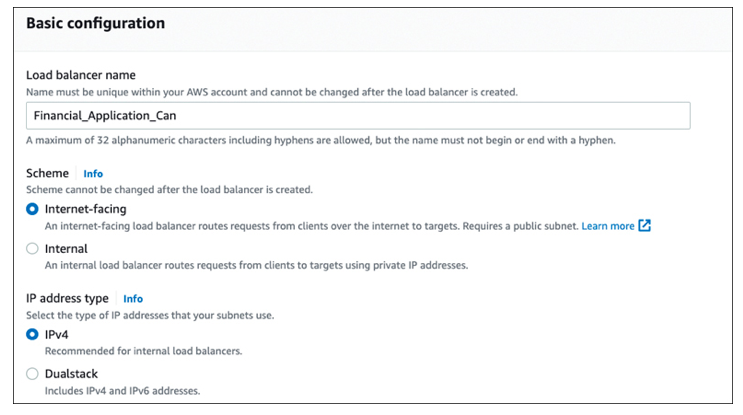 Basic configuration
Load balancer name
Name must be unique within your AWS account and cannot be changed after the load balancer is created.
Financial_Application_Can
A maximum of 32 alphanumeric characters including hyphens are allowed, but the name must not begin or end with a hyphen.
Scheme Info
Scheme cannot be changed after the load balancer is created.
Internet-facing
An internet-facing load balancer routes requests from clients over the internet to targets. Requires a public subnet. Learn more
Internal
An internal load balancer routes requests from clients to targets using private IP addresses.
IP address type Info
Select the type of IP addresses that your subnets use.
IPv4
Recommended for internal load balancers.
Dualstack
Includes IPv4 and IPv6 addresses.